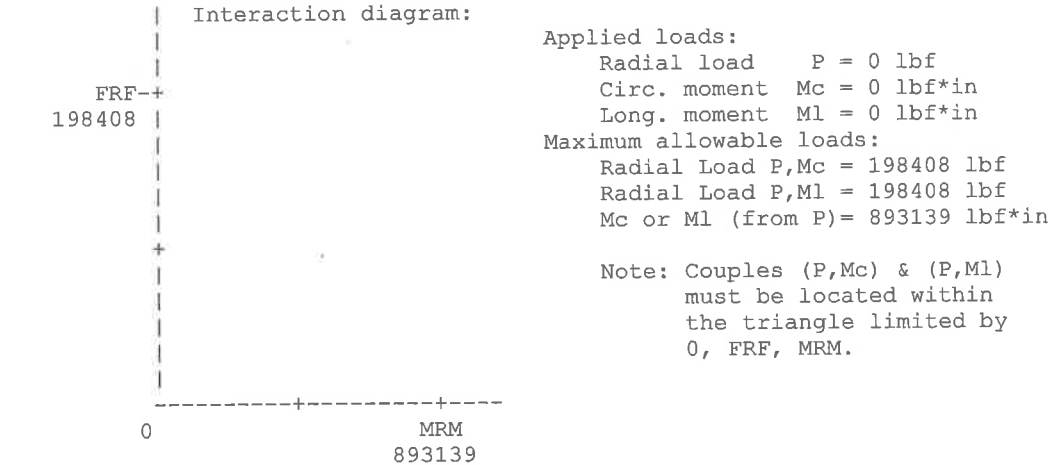 Interaction diagram:
FRF
198408
0
MRM
893139
Applied loads:
Radial load P = 0 lbf
Circ. moment Mc = 0 lbf*in
Long. moment Ml = 0 lbf*in
Maximum allowable loads:
Radial Load P,Mc = 198408 lbf
Radial Load P,Ml = 198408 lbf
Mc or Ml (from P)= 893139 lbf*in
Note: Couples (P,Mc) & (P,Ml)
must be located within
the triangle limited by
0, FRF, MRM.